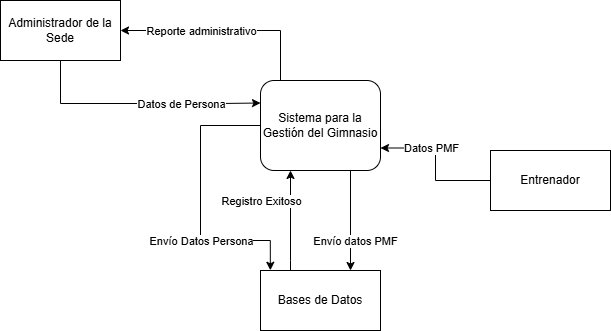 Administrador de la
Sede
Reporte administrativo
Datos de Persona
Sistema para la
Gestión del Gimnasio
Datos PMF
Entrenador
Registro Exitoso
Envío Datos Persona
Envío datos PMF
Bases de Datos